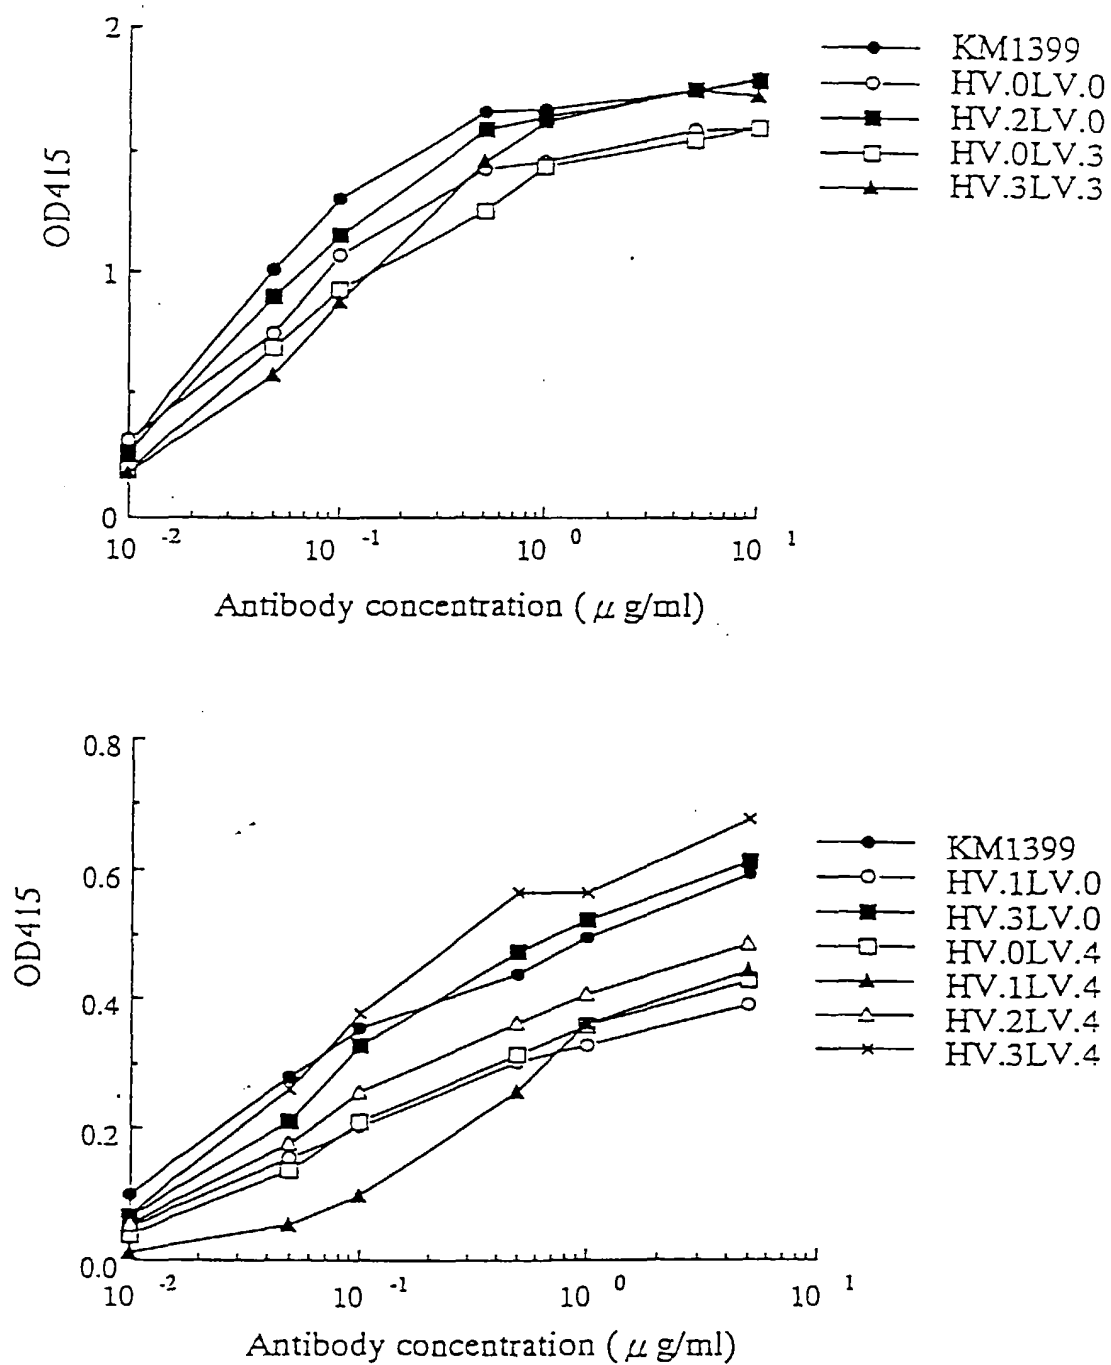 2
1
0
OD415
10^-2 10^-1 10^0 10^1
Antibody concentration ( μ g/ml)
KM1399
HV.0LV.0
HV.2LV.0
HV.0LV.3
HV.3LV.3
0.8
0.6
0.4
0.2
0.0
OD415
10^-2 10^-1 10^0 10^1
Antibody concentration ( μ g/ml)
KM1399
HV.1LV.0
HV.3LV.0
HV.0LV.4
HV.1LV.4
HV.2LV.4
HV.3LV.4